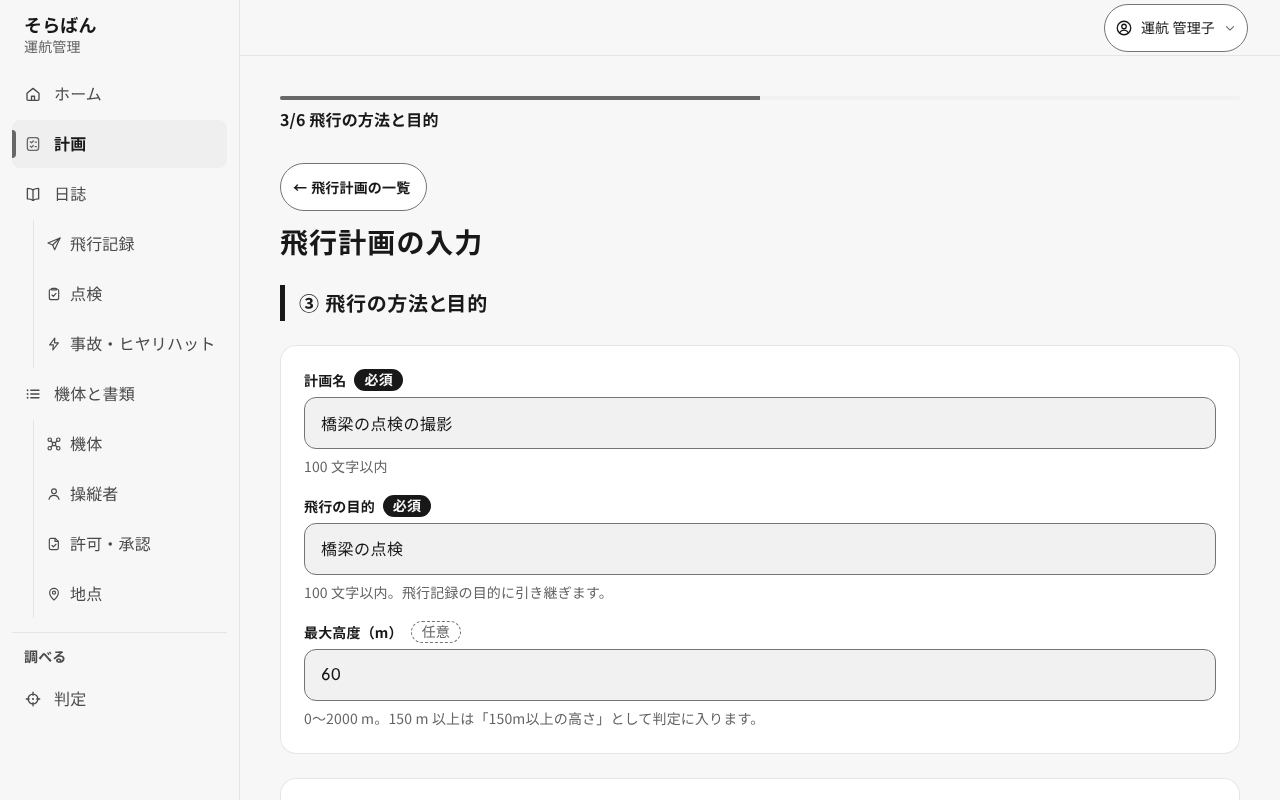 そらばん
運航管理
運航 管理子
ホーム
計画
日誌
飛行記録
点検
事故・ヒヤリハット
機体と書類
機体
操縦者
許可・承認
地点
調べる
判定
3/6 飛行の方法と目的
← 飛行計画の一覧
飛行計画の入力
③ 飛行の方法と目的
計画名 必須
橋梁の点検の撮影
100 文字以内
飛行の目的 必須
橋梁の点検
100 文字以内。飛行記録の目的に引き継ぎます。
最大高度（m） 任意
60
0〜2000 m。150 m 以上は「150m以上の高さ」として判定に入ります。